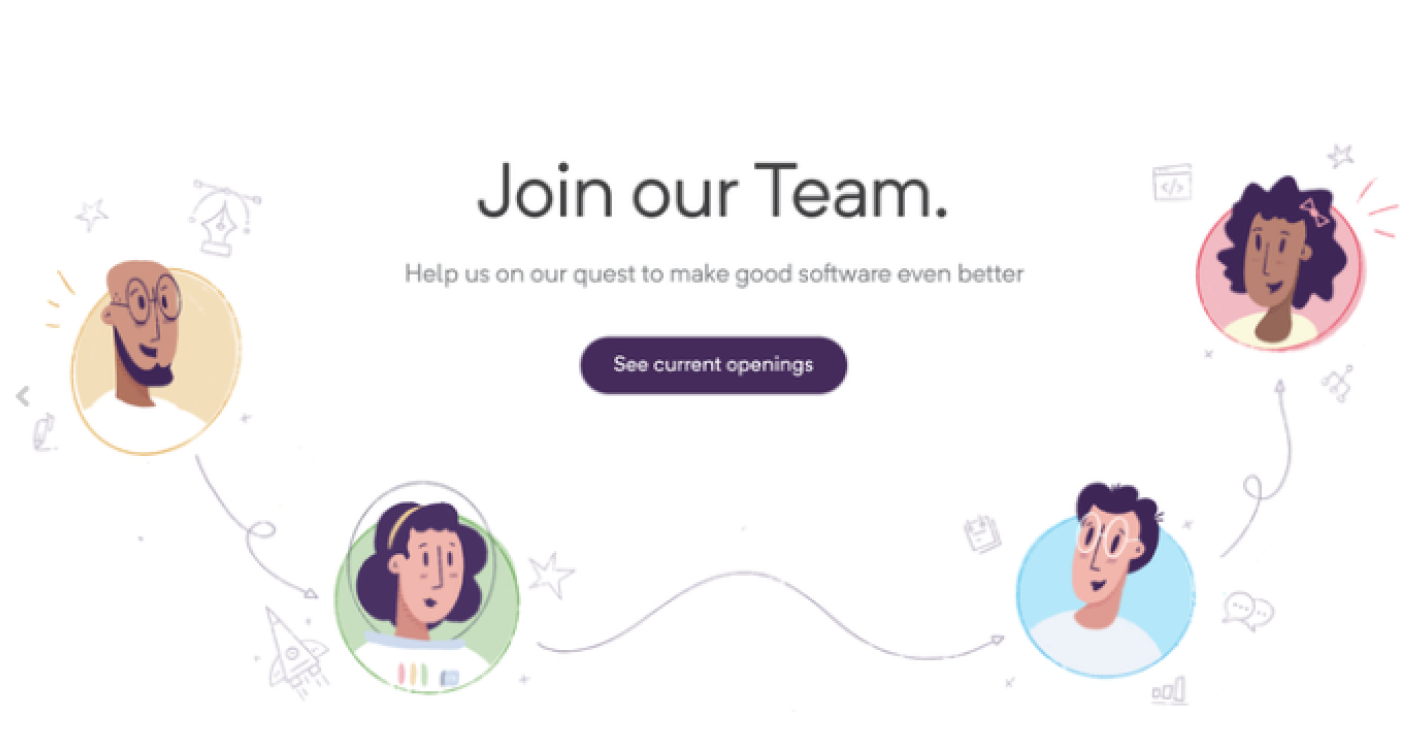 Join our Team.
Help us on our quest to make good software even better
See current openings
</>